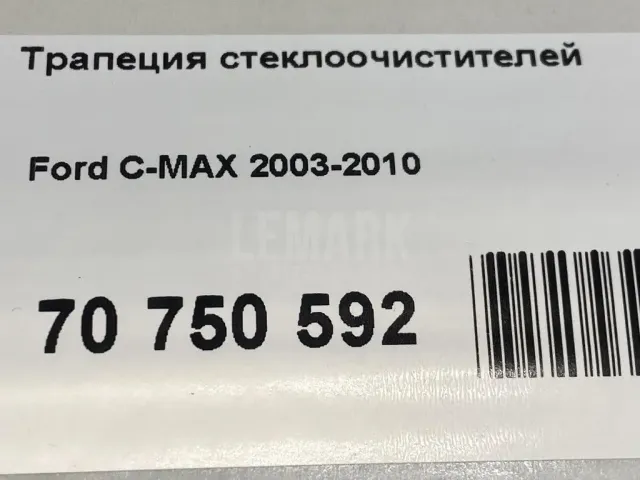 Трапеция стеклоочистителей
Ford C-MAX 2003-2010
LEMARK
70 750 592